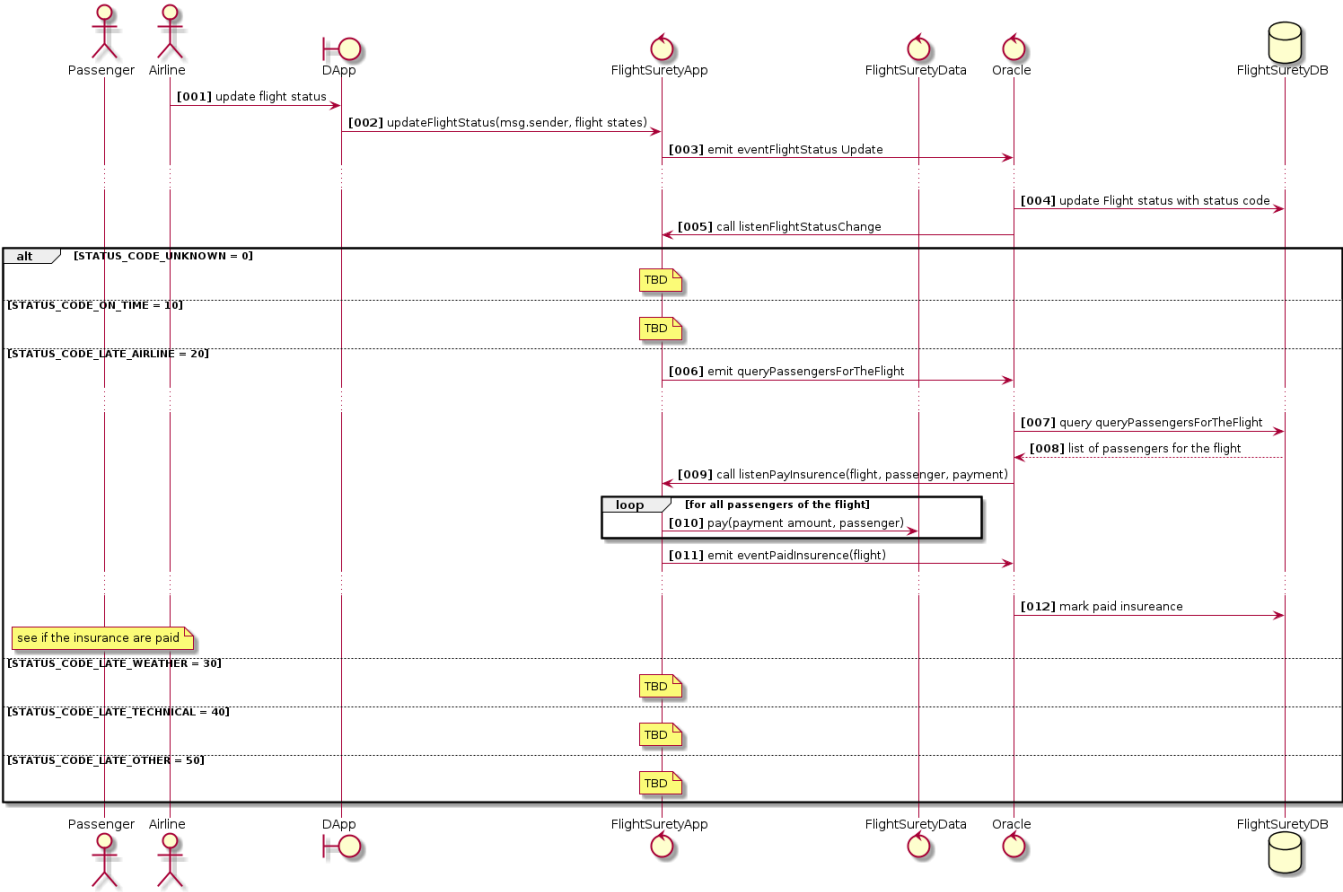 Passenger Airline DApp FlightSuretyApp FlightSuretyData Oracle FlightSuretyDB
[001] update flight status
[002] updateFlightStatus(msg.sender, flight states)
[003] emit eventFlightStatus Update
[004] update Flight status with status code
[005] call listenFlightStatusChange
alt [STATUS_CODE_UNKNOWN = 0]
TBD
[STATUS_CODE_ON_TIME = 10]
TBD
[STATUS_CODE_LATE_AIRLINE = 20]
[006] emit queryPassengersForTheFlight
[007] query queryPassengersForTheFlight
[008] list of passengers for the flight
[009] call listenPayInsurence(flight, passenger, payment)
loop [for all passengers of the flight]
[010] pay(payment amount, passenger)
[011] emit eventPaidInsurence(flight)
[012] mark paid insureance
see if the insurance are paid
[STATUS_CODE_LATE_WEATHER = 30]
TBD
[STATUS_CODE_LATE_TECHNICAL = 40]
TBD
[STATUS_CODE_LATE_OTHER = 50]
TBD
Passenger Airline DApp FlightSuretyApp FlightSuretyData Oracle FlightSuretyDB